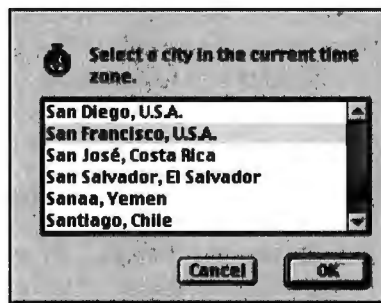 Select a city in the current time
zone.
San Diego, U.S.A.
San Francisco, U.S.A.
San José, Costa Rica
San Salvador, El Salvador
Sanaa, Yemen
Santiago, Chile
Cancel
OK